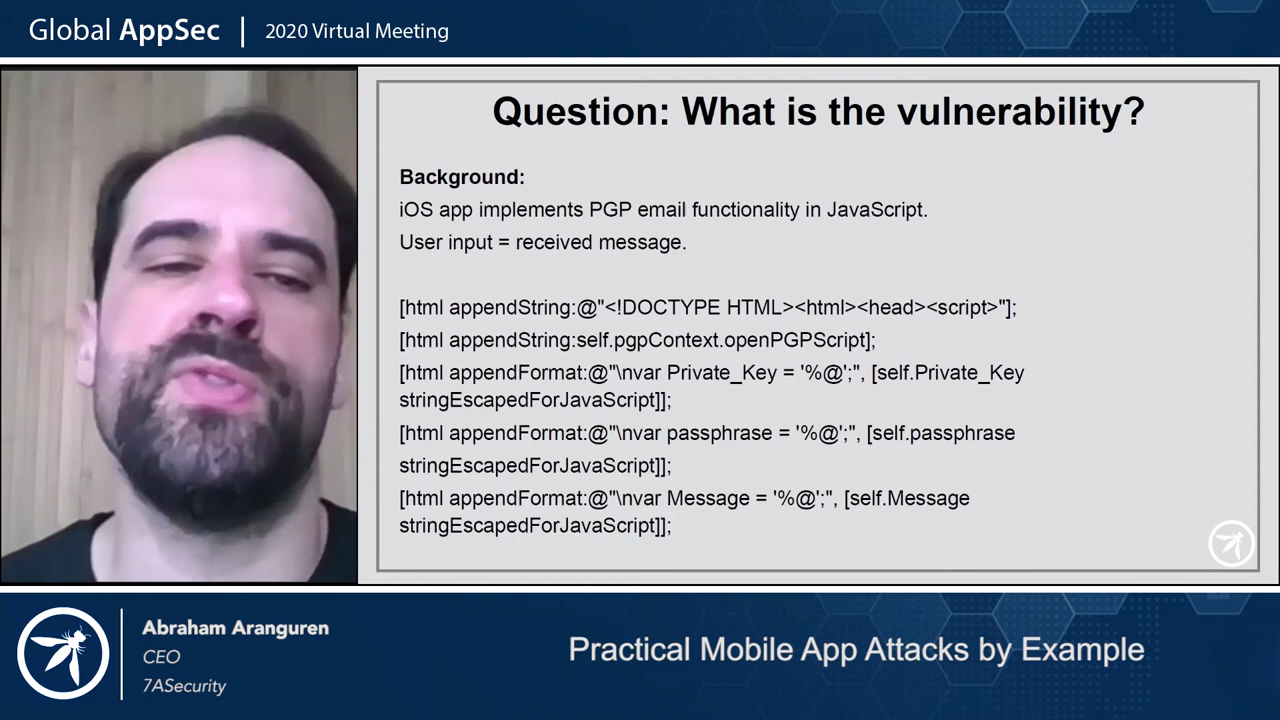 Global AppSec | 2020 Virtual Meeting
Question: What is the vulnerability?
Background:
iOS app implements PGP email functionality in JavaScript.
User input = received message.
[html appendString:@"<!DOCTYPE HTML><html><head><script>"];
[html appendString:self.pgpContext.openPGPScript];
[html appendFormat:@"\nvar Private_Key = '%@';", [self.Private_Key
stringEscapedForJavaScript]];
[html appendFormat:@"\nvar passphrase = '%@';", [self.passphrase
stringEscapedForJavaScript]];
[html appendFormat:@"\nvar Message = '%@';", [self.Message
stringEscapedForJavaScript]];
Abraham Aranguren
CEO
7ASecurity
Practical Mobile App Attacks by Example